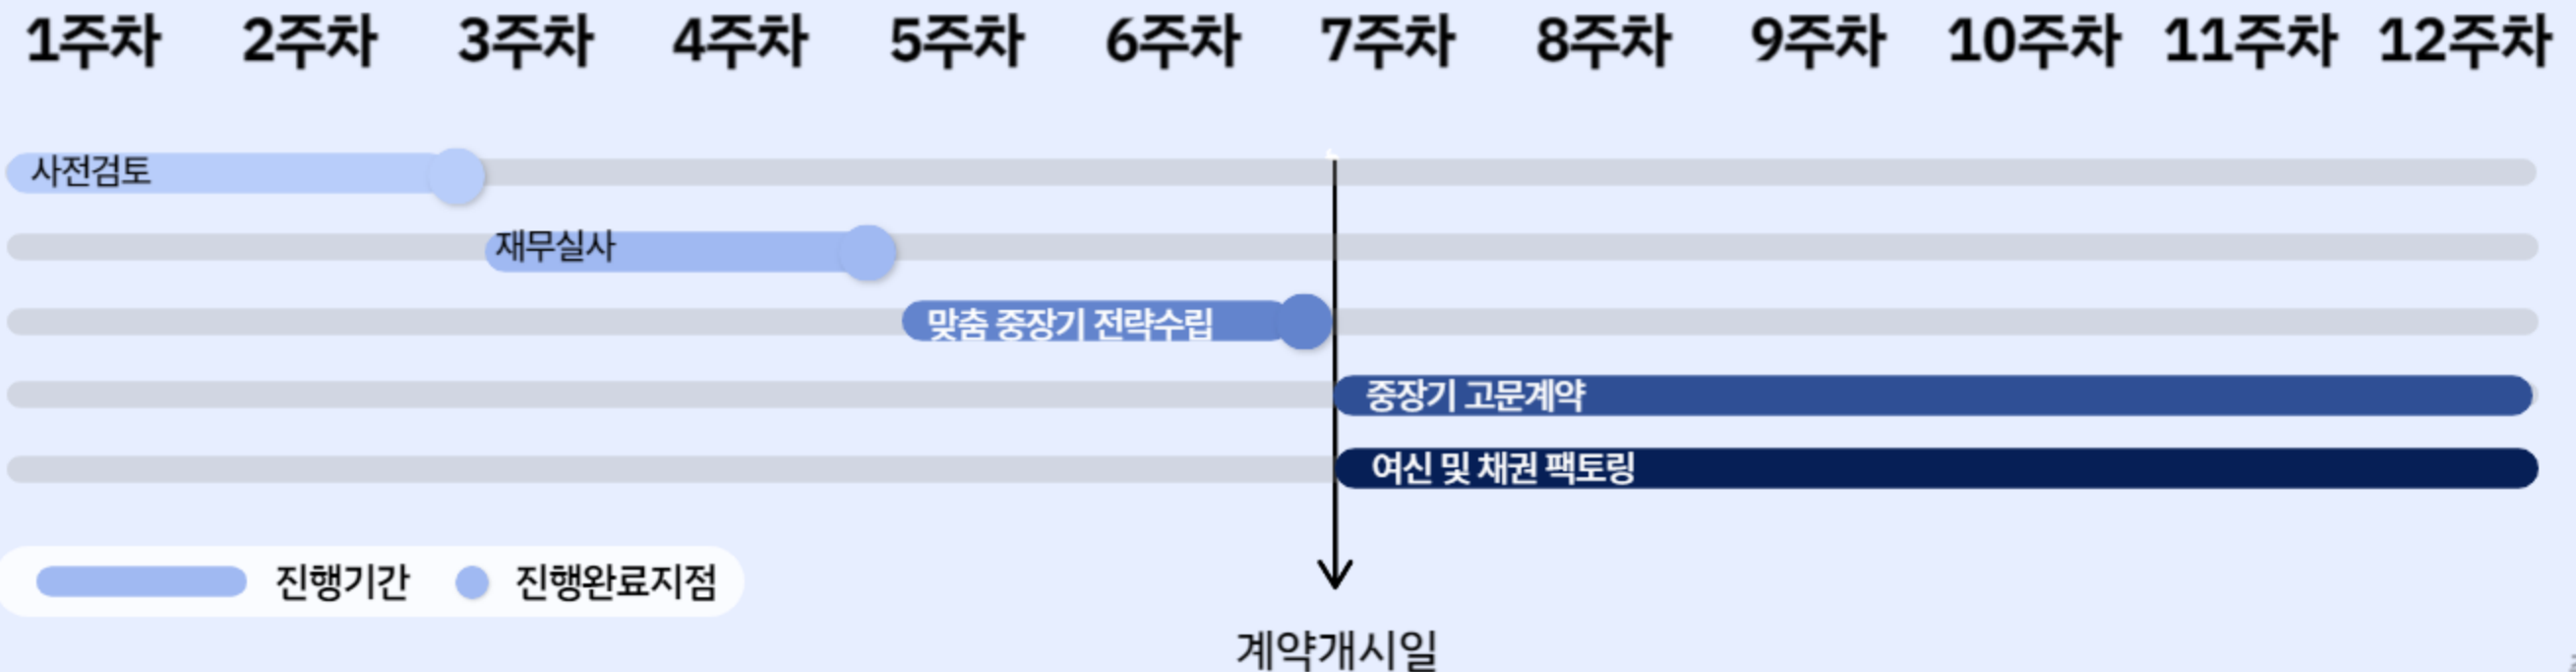 1주차 2주차 3주차 4주차 5주차 6주차 7주차 8주차 9주차 10주차 11주차 12주차
사전검토
재무실사
맞춤 중장기 전략수립
중장기 고문계약
여신 및 채권 팩토링
진행기간 진행완료지점
계약개시일